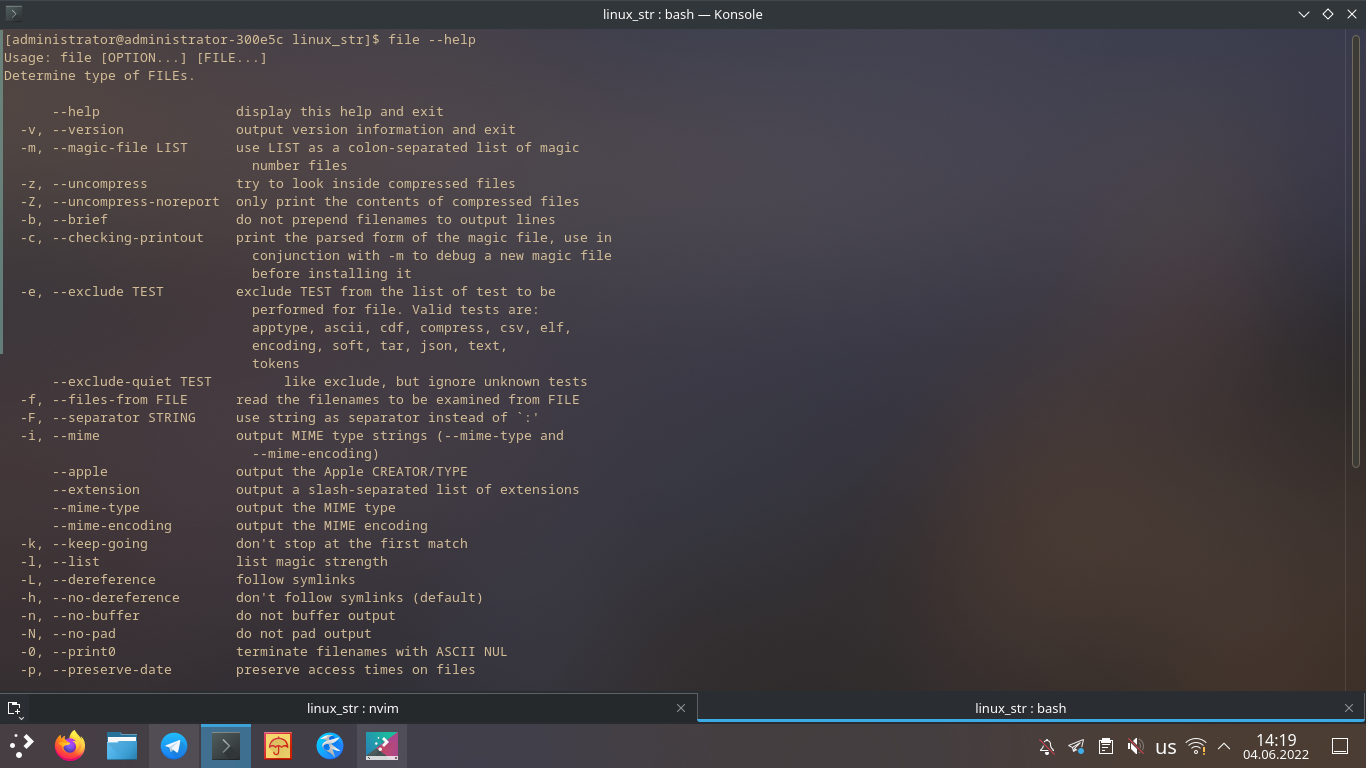 linux_str : bash — Konsole
[administrator@administrator-300e5c linux_str]$ file --help
Usage: file [OPTION...] [FILE...]
Determine type of FILEs.

      --help                 display this help and exit
  -v, --version              output version information and exit
  -m, --magic-file LIST      use LIST as a colon-separated list of magic
                               number files
  -z, --uncompress           try to look inside compressed files
  -Z, --uncompress-noreport  only print the contents of compressed files
  -b, --brief                do not prepend filenames to output lines
  -c, --checking-printout    print the parsed form of the magic file, use in
                               conjunction with -m to debug a new magic file
                               before installing it
  -e, --exclude TEST         exclude TEST from the list of test to be
                               performed for file. Valid tests are:
                               apptype, ascii, cdf, compress, csv, elf,
                               encoding, soft, tar, json, text,
                               tokens
      --exclude-quiet TEST         like exclude, but ignore unknown tests
  -f, --files-from FILE      read the filenames to be examined from FILE
  -F, --separator STRING     use string as separator instead of `:'
  -i, --mime                 output MIME type strings (--mime-type and
                               --mime-encoding)
      --apple                output the Apple CREATOR/TYPE
      --extension            output a slash-separated list of extensions
      --mime-type            output the MIME type
      --mime-encoding        output the MIME encoding
  -k, --keep-going           don't stop at the first match
  -l, --list                 list magic strength
  -L, --dereference          follow symlinks
  -h, --no-dereference       don't follow symlinks (default)
  -n, --no-buffer            do not buffer output
  -N, --no-pad               do not pad output
  -0, --print0               terminate filenames with ASCII NUL
  -p, --preserve-date        preserve access times on files
linux_str : nvim
linux_str : bash
us
14:19
04.06.2022